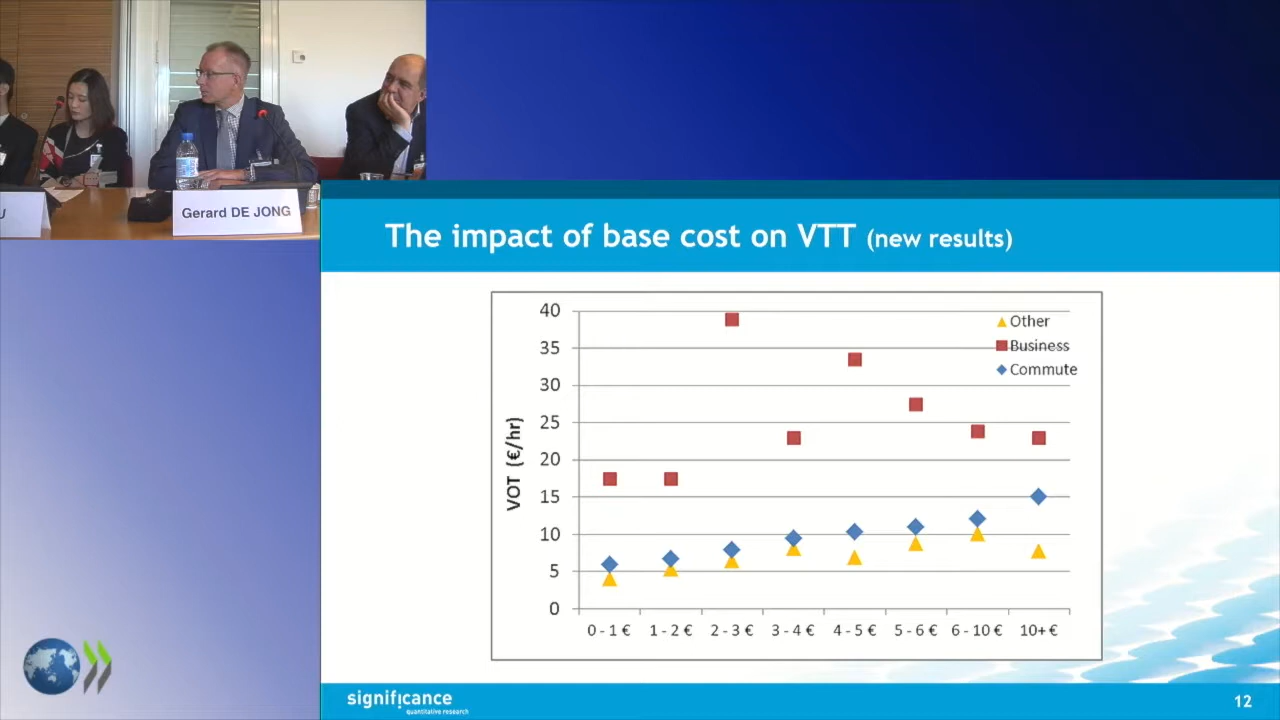 U
Gerard DE JONG
The impact of base cost on VTT (new results)
40
35
30
25
20
15
10
5
0
VOT (€/hr)
Other
Business
Commute
0 - 1 €
1 - 2 €
2 - 3 €
3 - 4 €
4 - 5 €
5 - 6 €
6 - 10 €
10+ €
significance
quantitative research
12